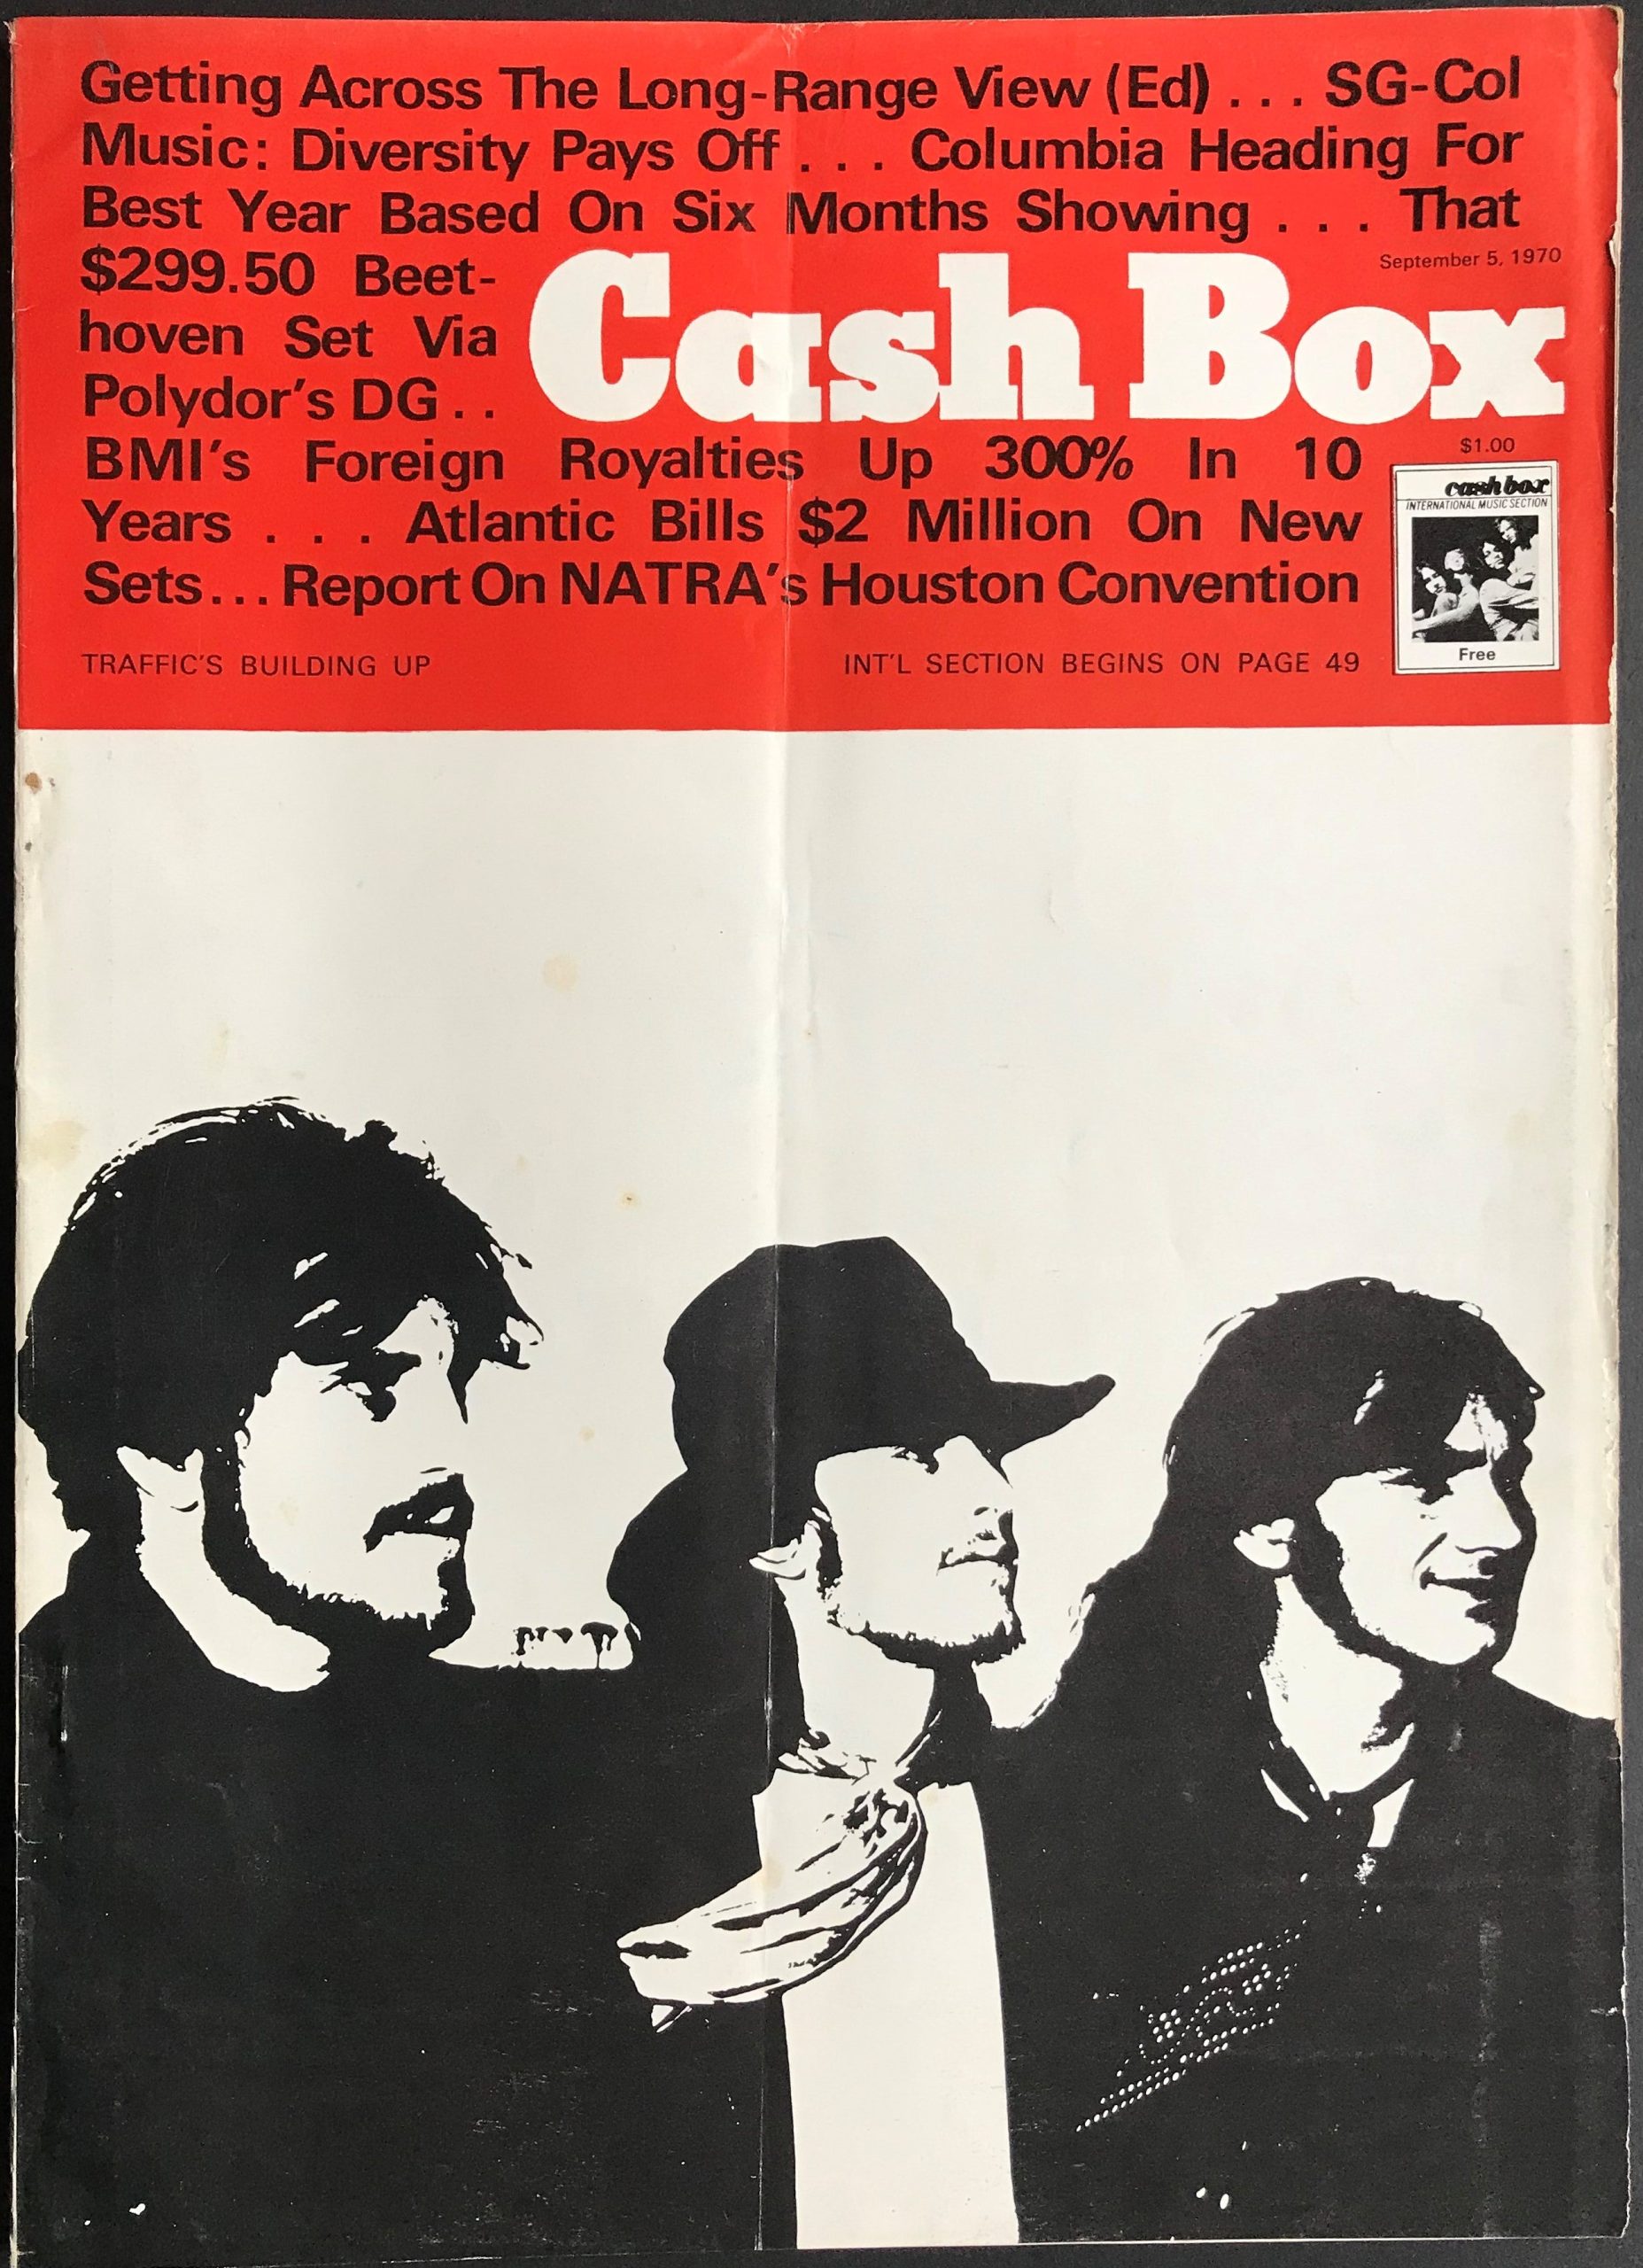 Getting Across The Long-Range View (Ed) . . . SG-Col
Music: Diversity Pays Off . . . Columbia Heading For
Best Year Based On Six Months Showing . . . That
September 5, 1970
$299.50 Beet-
hoven Set Via
Polydor's DG . .
Cash Box
BMI's Foreign Royalties Up 300% In 10
Years . . . Atlantic Bills $2 Million On New
Sets... Report On NATRA's Houston Convention
$1.00
cash box
INTERNATIONAL MUSIC SECTION
Free
TRAFFIC'S BUILDING UP
INT'L SECTION BEGINS ON PAGE 49